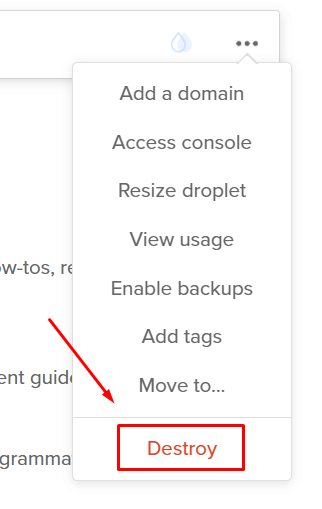 Add a domain
Access console
Resize droplet
View usage
ow-tos, re
Enable backups
Add tags
ent guide
Move to...
Destroy
gramma